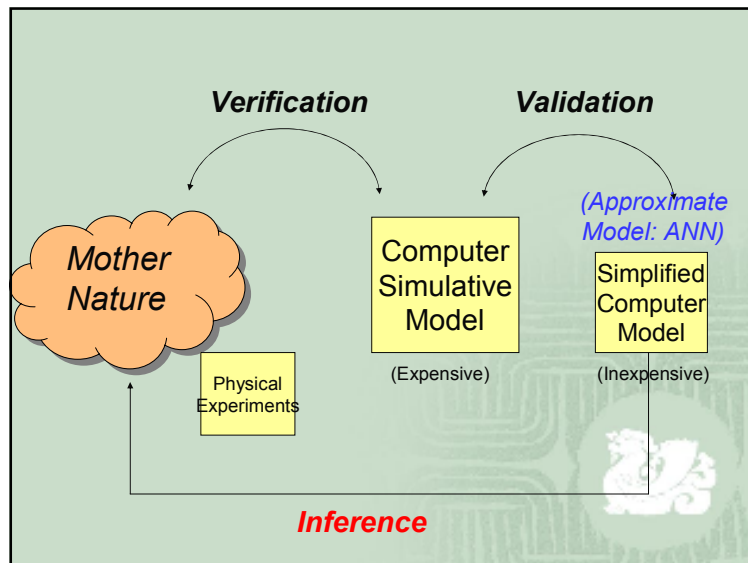 Verification
Validation
Mother
Nature
Physical
Experiments
Computer
Simulative
Model
(Expensive)
(Approximate
Model: ANN)
Simplified
Computer
Model
(Inexpensive)
Inference